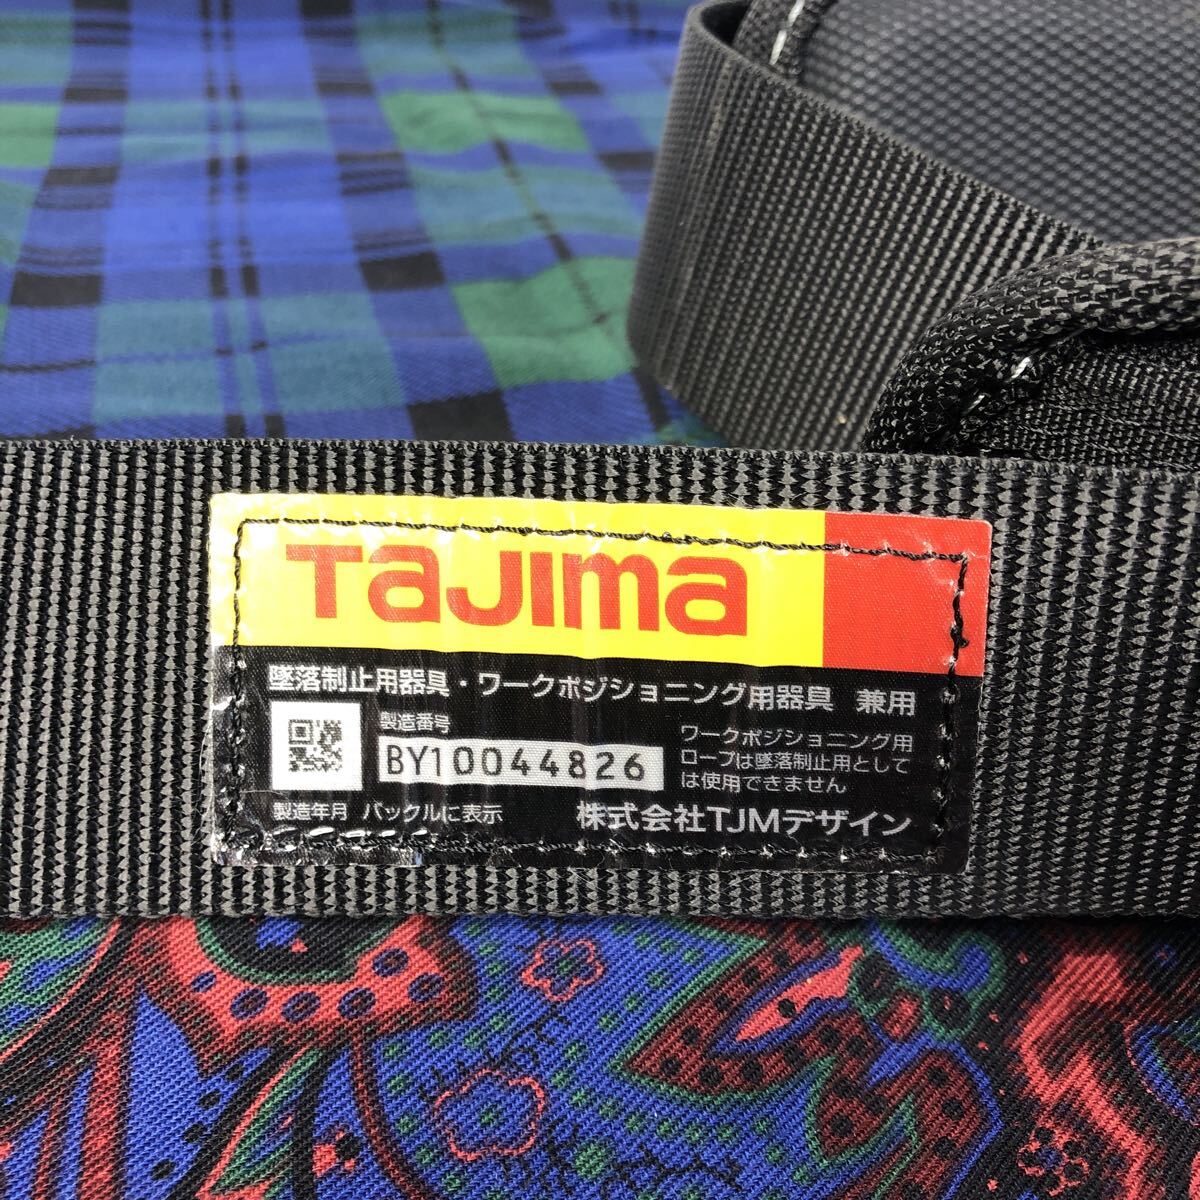 TaJIma
墜落制止用器具・ワークポジショニング用器具 兼用
製造番号
BY10044826
ワークポジショニング用
ロープは墜落制止用として
は使用できません
製造年月 バックルに表示
株式会社TJMデザイン